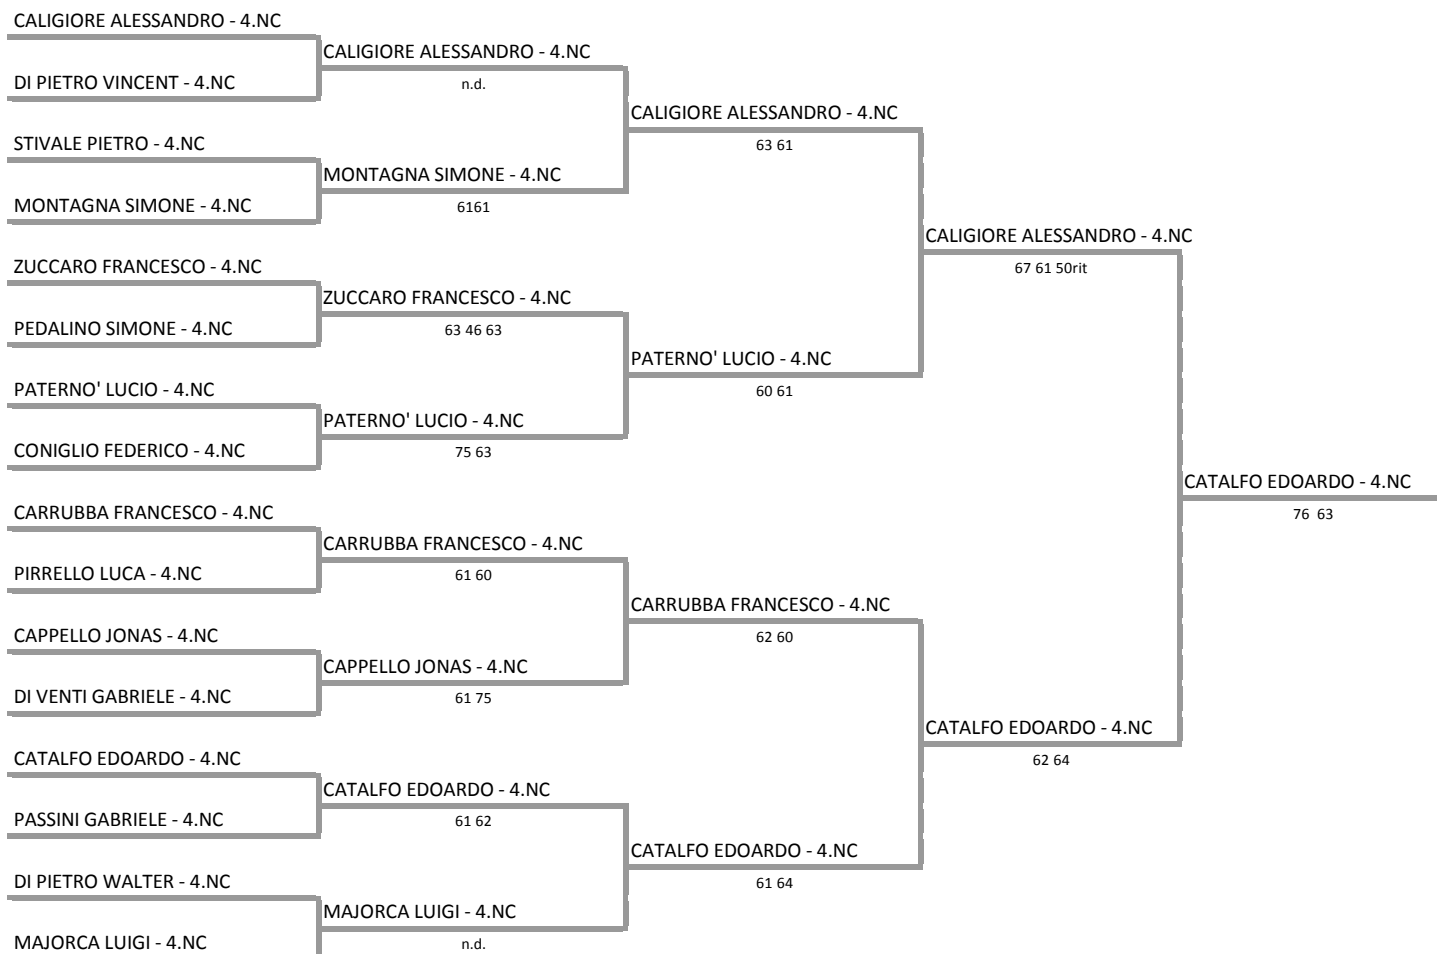 CALIGIORE ALESSANDRO - 4.NC
CALIGIORE ALESSANDRO - 4.NC
DI PIETRO VINCENT - 4.NC
n.d.
CALIGIORE ALESSANDRO - 4.NC
STIVALE PIETRO - 4.NC
63 61
MONTAGNA SIMONE - 4.NC
MONTAGNA SIMONE - 4.NC
6161
CALIGIORE ALESSANDRO - 4.NC
ZUCCARO FRANCESCO - 4.NC
67 61 50rit
ZUCCARO FRANCESCO - 4.NC
PEDALINO SIMONE - 4.NC
63 46 63
PATERNO' LUCIO - 4.NC
PATERNO' LUCIO - 4.NC
60 61
PATERNO' LUCIO - 4.NC
CONIGLIO FEDERICO - 4.NC
75 63
CATALFO EDOARDO - 4.NC
CARRUBBA FRANCESCO - 4.NC
76 63
CARRUBBA FRANCESCO - 4.NC
PIRRELLO LUCA - 4.NC
61 60
CARRUBBA FRANCESCO - 4.NC
CAPPELLO JONAS - 4.NC
62 60
CAPPELLO JONAS - 4.NC
DI VENTI GABRIELE - 4.NC
61 75
CATALFO EDOARDO - 4.NC
CATALFO EDOARDO - 4.NC
62 64
CATALFO EDOARDO - 4.NC
PASSINI GABRIELE - 4.NC
61 62
CATALFO EDOARDO - 4.NC
DI PIETRO WALTER - 4.NC
61 64
MAJORCA LUIGI - 4.NC
MAJORCA LUIGI - 4.NC
n.d.